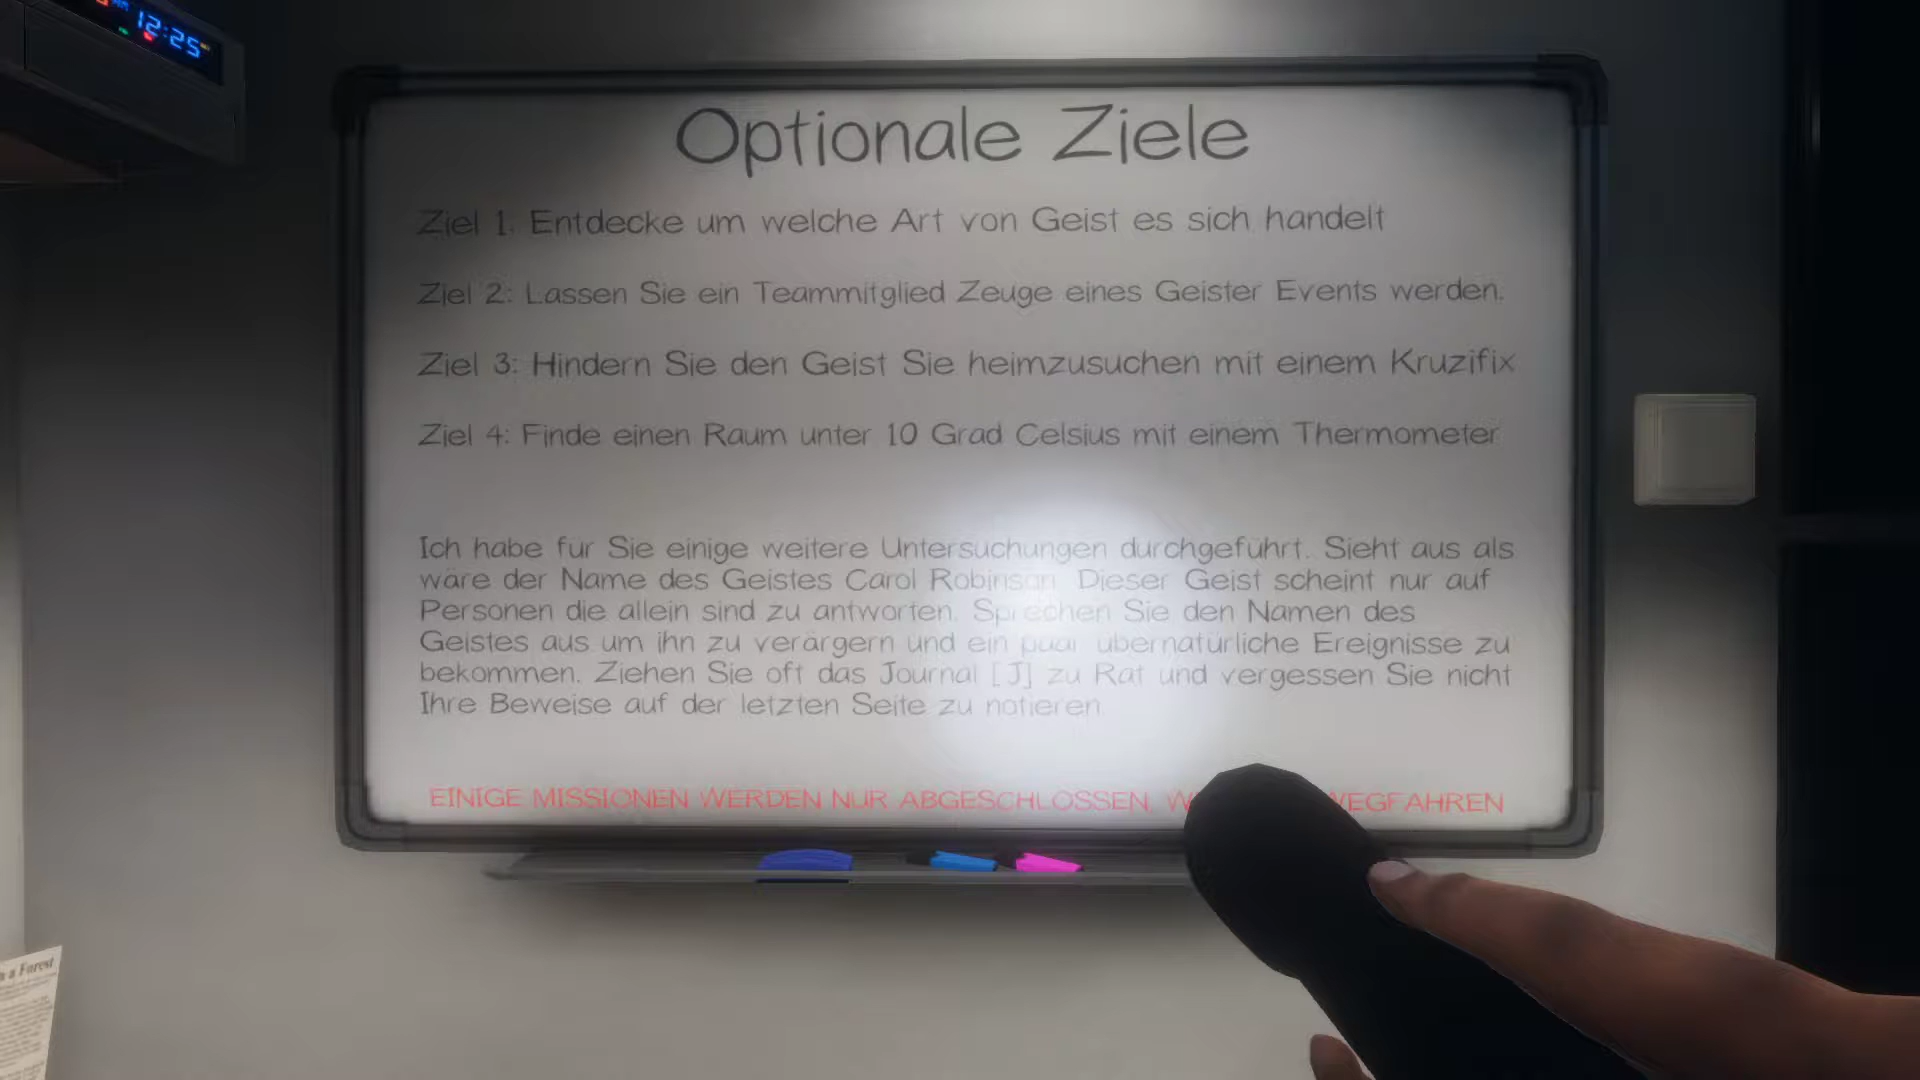 12:25
Optionale Ziele
Ziel 1. Entdecke um welche Art von Geist es sich handelt
Ziel 2: Lassen Sie ein Teammitglied Zeuge eines Geister Events werden.
Ziel 3: Hindern Sie den Geist Sie heimzusuchen mit einem Kruzifix
Ziel 4: Finde einen Raum unter 10 Grad Celsius mit einem Thermometer
Ich habe für Sie einige weitere Untersuchungen durchgeführt. Sieht aus als
wäre der Name des Geistes Carol Robinson. Dieser Geist scheint nur auf
Personen die allein sind zu antworten. Sprechen Sie den Namen des
Geistes aus um ihn zu verärgern und ein paar übernatürliche Ereignisse zu
bekommen. Ziehen Sie oft das Journal [J] zu Rat und vergessen Sie nicht
Ihre Beweise auf der letzten Seite zu notieren.
EINIGE MISSIONEN WERDEN NUR ABGESCHLOSSEN, WEGFAHREN
a Forest